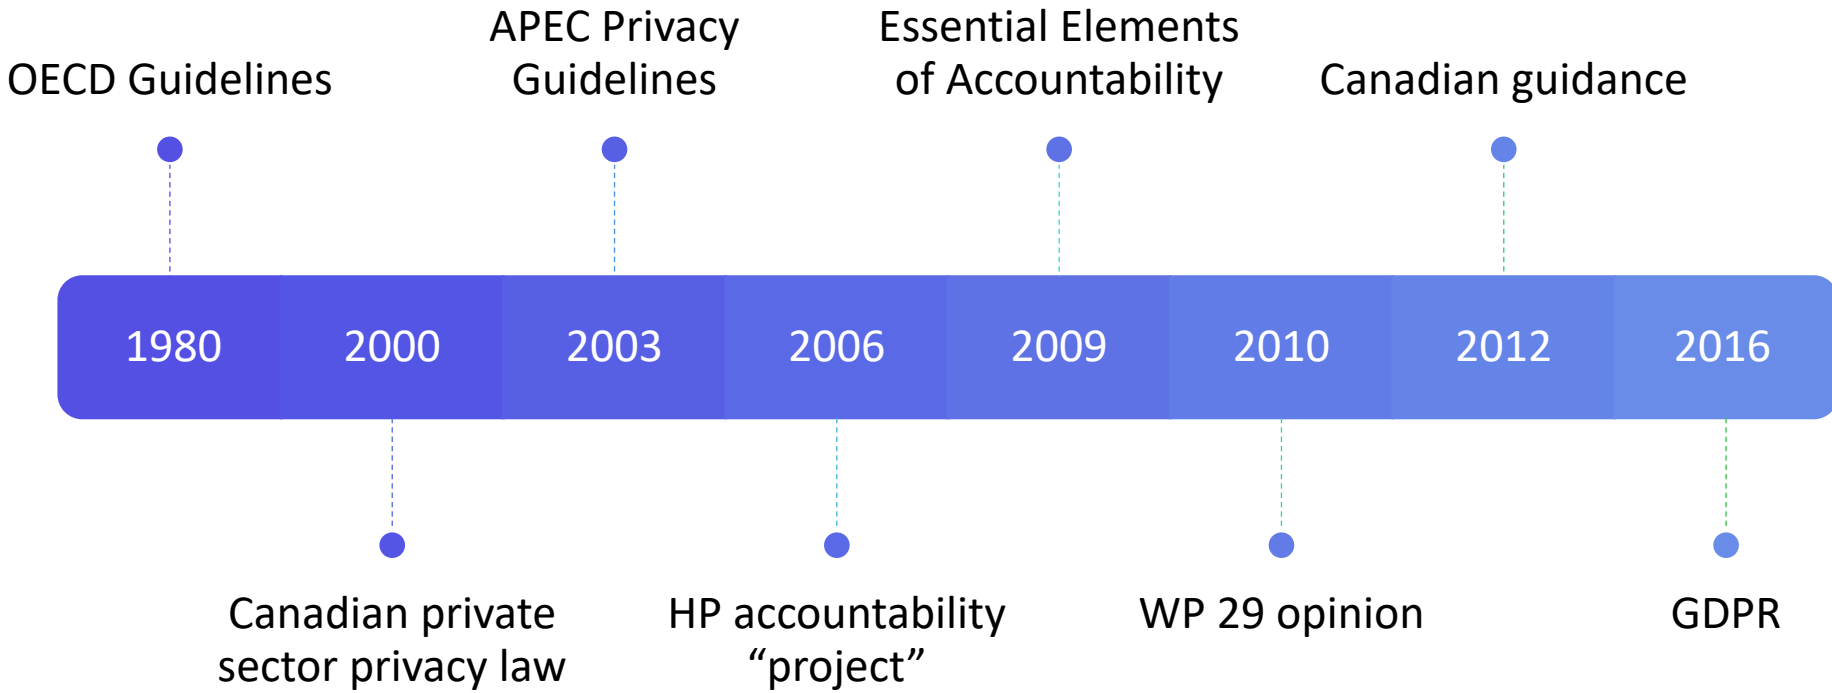 OECD Guidelines
APEC Privacy
Guidelines
Essential Elements
of Accountability
Canadian guidance
1980
2000
2003
2006
2009
2010
2012
2016
Canadian private
sector privacy law
HP accountability
“project”
WP 29 opinion
GDPR